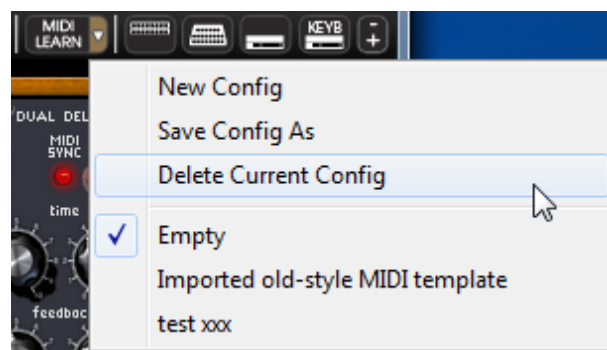 MIDI
LEARN
KEYB
New Config
Save Config As
Delete Current Config
Empty
Imported old-style MIDI template
test xxx
DUAL DEL
MIDI
SYNC
time
feedbac